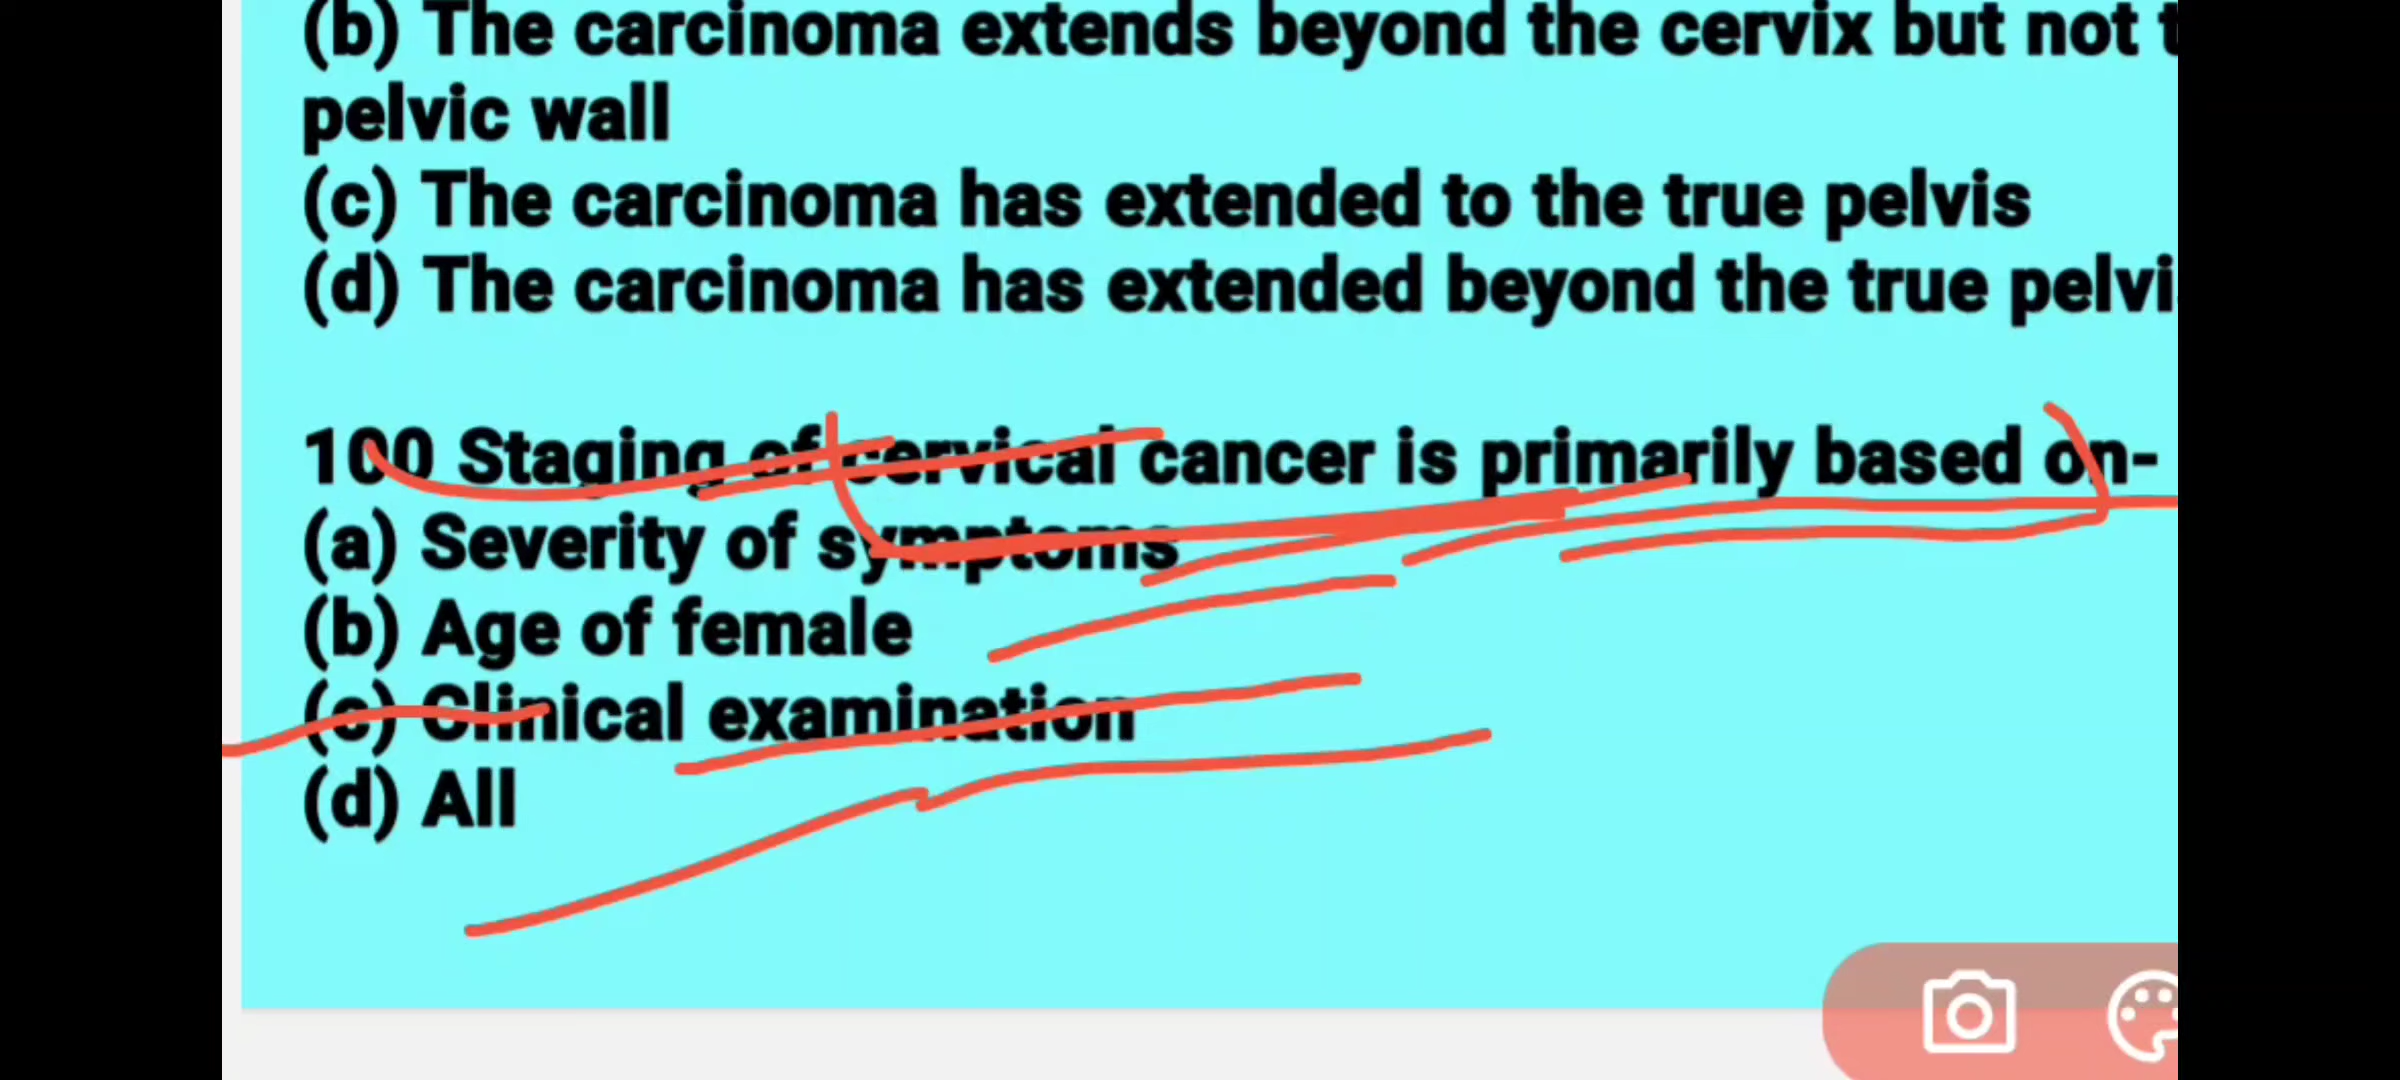 (b) The carcinoma extends beyond the cervix but not
pelvic wall
(c) The carcinoma has extended to the true pelvis
(d) The carcinoma has extended beyond the true pelvi
100 Staging of cervical cancer is primarily based on-
(a) Severity of symptoms
(b) Age of female
(c) Clinical examination
(d) All